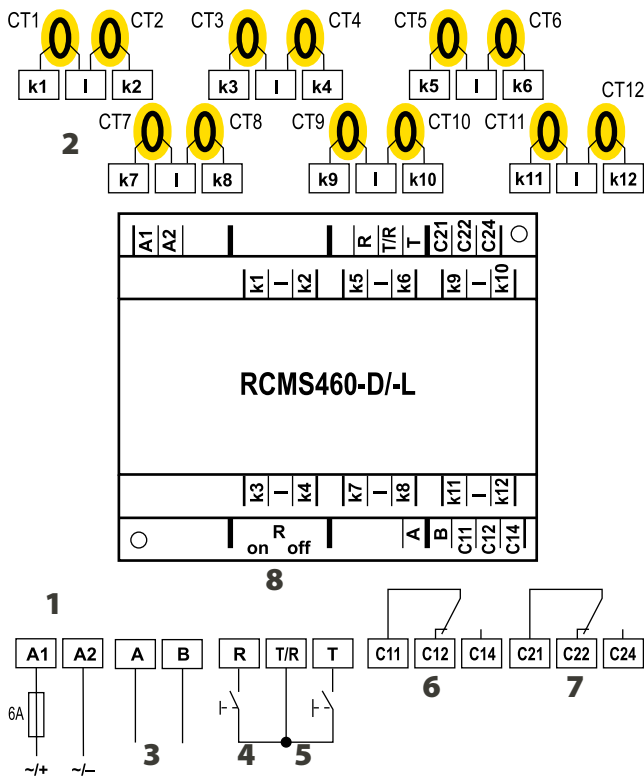 CT1 CT2 CT3 CT4 CT5 CT6
k1 I k2 k3 I k4 k5 I k6
CT12
2 CT7 CT8 CT9 CT10 CT11
k7 I k8 k9 I k10 k11 I k12
A1 A2 R T/R T C21 C22 C24
k1 I k2 k5 I k6 k9 I k10
RCMS460-D/-L
k3 I k4 k7 I k8 k11 I k12
R
on off A B C11 C12 C14
8
1
A1 A2 A B R T/R T C11 C12 C14 C21 C22 C24
6 7
6A
3 4 5
~/+ ~/–